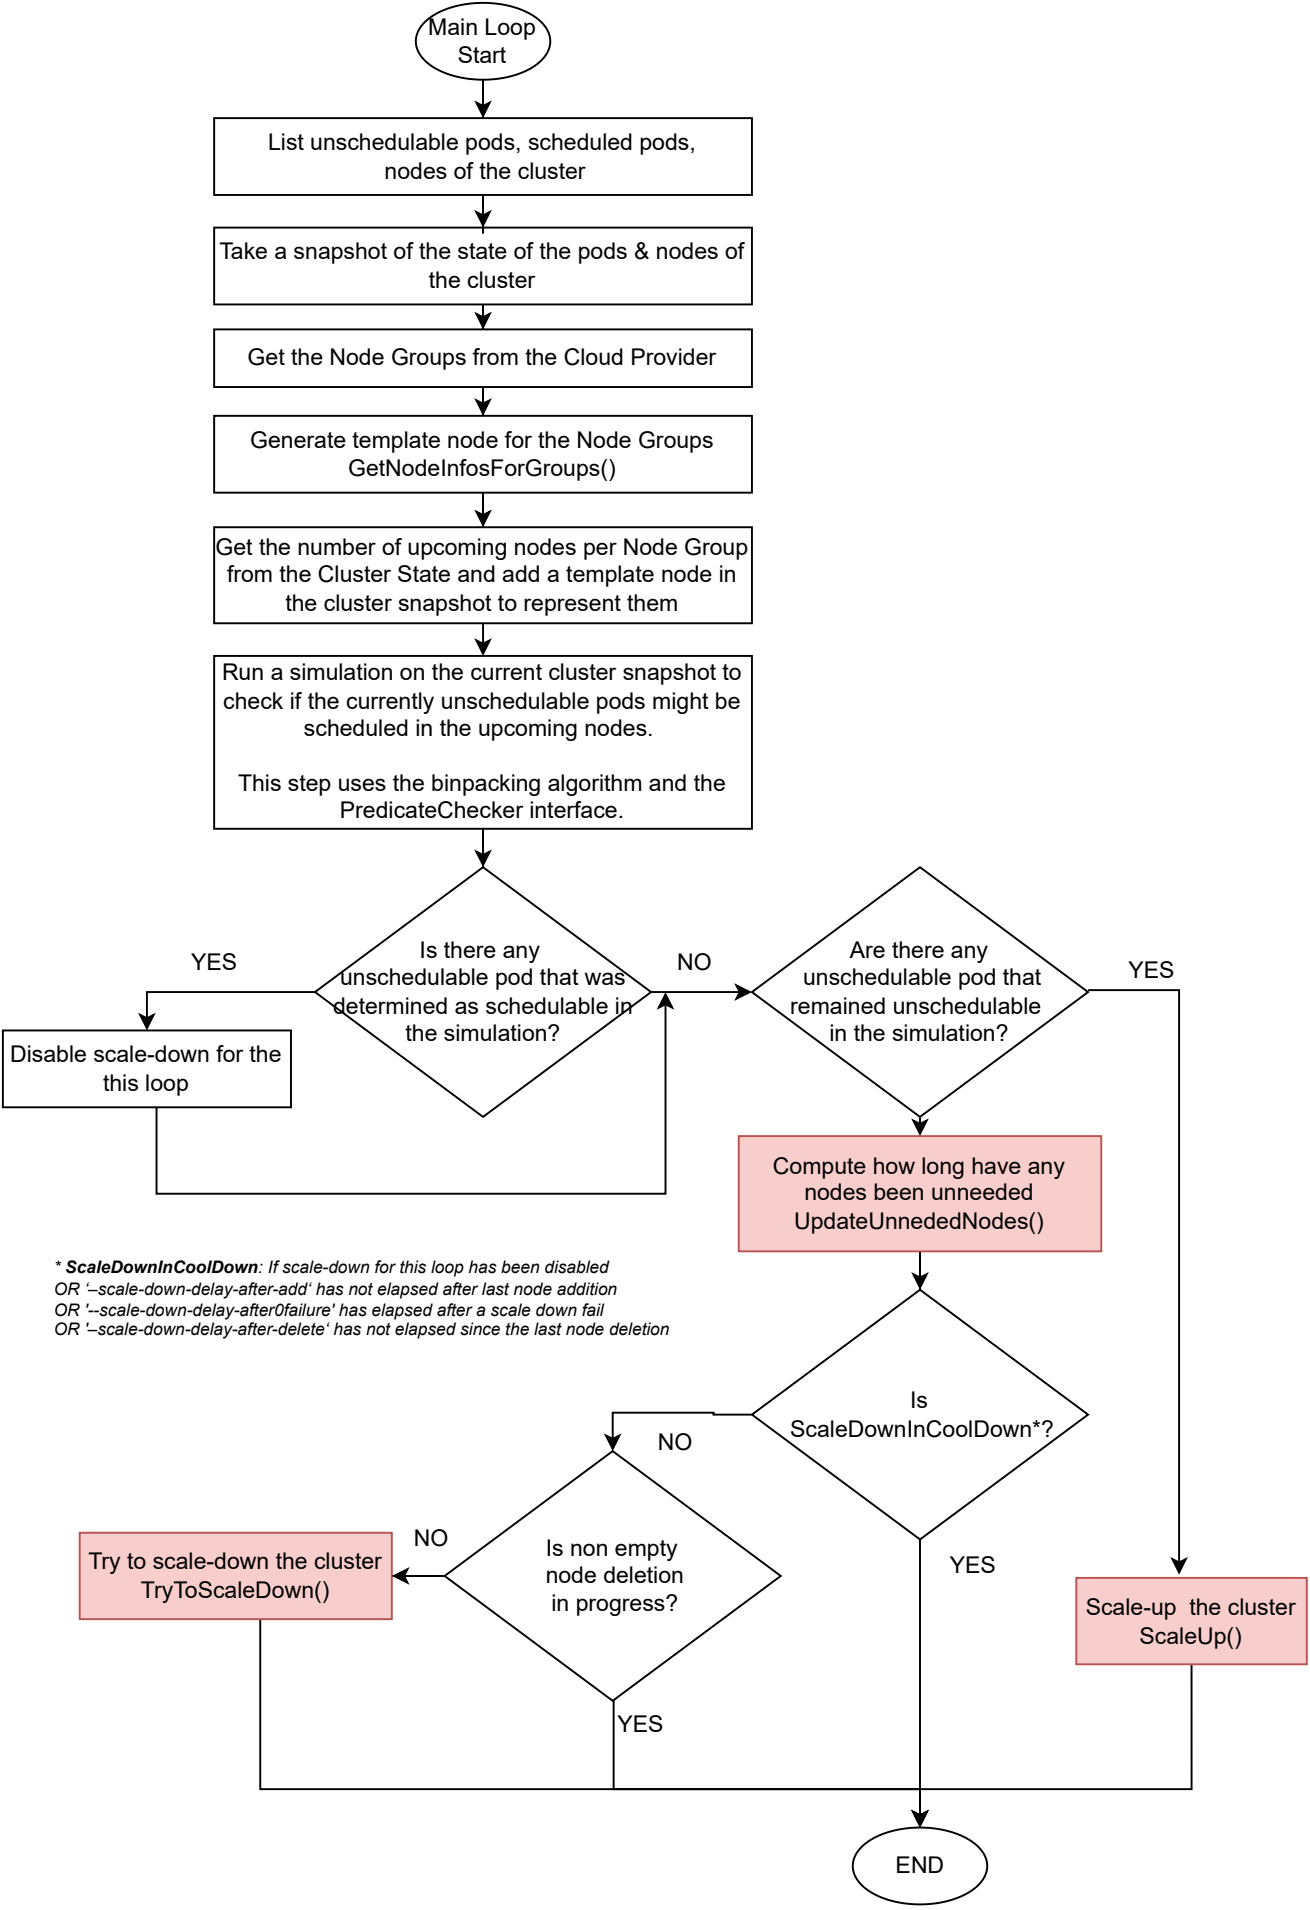 Main Loop
Start
List unschedulable pods, scheduled pods,
nodes of the cluster
Take a snapshot of the state of the pods & nodes of
the cluster
Get the Node Groups from the Cloud Provider
Generate template node for the Node Groups
GetNodeInfosForGroups()
Get the number of upcoming nodes per Node Group
from the Cluster State and add a template node in
the cluster snapshot to represent them
Run a simulation on the current cluster snapshot to
check if the currently unschedulable pods might be
scheduled in the upcoming nodes.
This step uses the binpacking algorithm and the
PredicateChecker interface.
Is there any
unschedulable pod that was
determined as schedulable in
the simulation?
YES
NO
Disable scale-down for the
this loop
Are there any
unschedulable pod that
remained unschedulable
in the simulation?
YES
Compute how long have any
nodes been unneeded
UpdateUnnededNodes()
* ScaleDownInCoolDown: If scale-down for this loop has been disabled
OR ‘–scale-down-delay-after-add‘ has not elapsed after last node addition
OR '--scale-down-delay-after0failure' has elapsed after a scale down fail
OR '–scale-down-delay-after-delete‘ has not elapsed since the last node deletion
Is
ScaleDownInCoolDown*?
NO
YES
Is non empty
node deletion
in progress?
NO
YES
Try to scale-down the cluster
TryToScaleDown()
Scale-up  the cluster
ScaleUp()
END